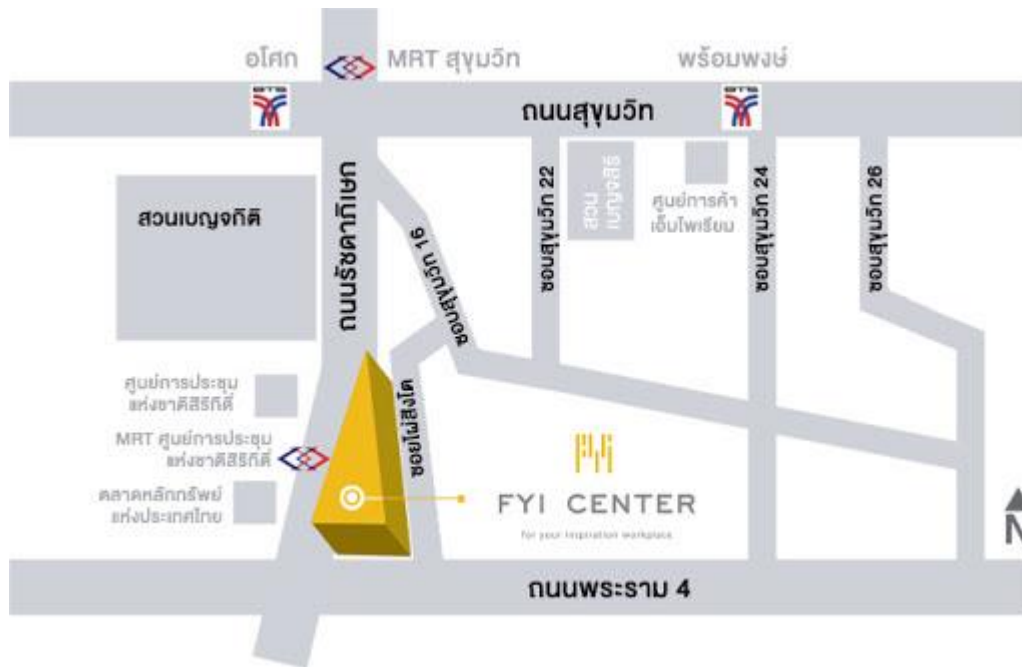 อโศก
MRT สุขุมวิท
พร้อมพงษ์
BTS
BTS
ถนนสุขุมวิท
สวนเบญจกิติ
ถนนรัชดาภิเษก
ซอยสุขุมวิท 16
ซอยสุขุมวิท 22
สวน
เบญจสิริ
ศูนย์การค้า
เอ็มโพเรียม
ซอยสุขุมวิท 24
ซอยสุขุมวิท 26
ศูนย์การประชุม
แห่งชาติสิริกิติ์
MRT ศูนย์การประชุม
แห่งชาติสิริกิติ์
ตลาดหลักทรัพย์
แห่งประเทศไทย
ซอยไผ่สิงโต
FYI CENTER
for your inspiration workplace
N
ถนนพระราม 4